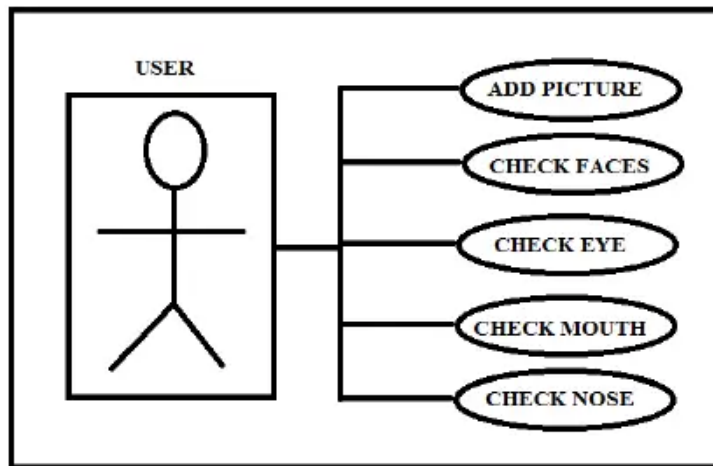 USER
ADD PICTURE
CHECK FACES
CHECK EYE
CHECK MOUTH
CHECK NOSE